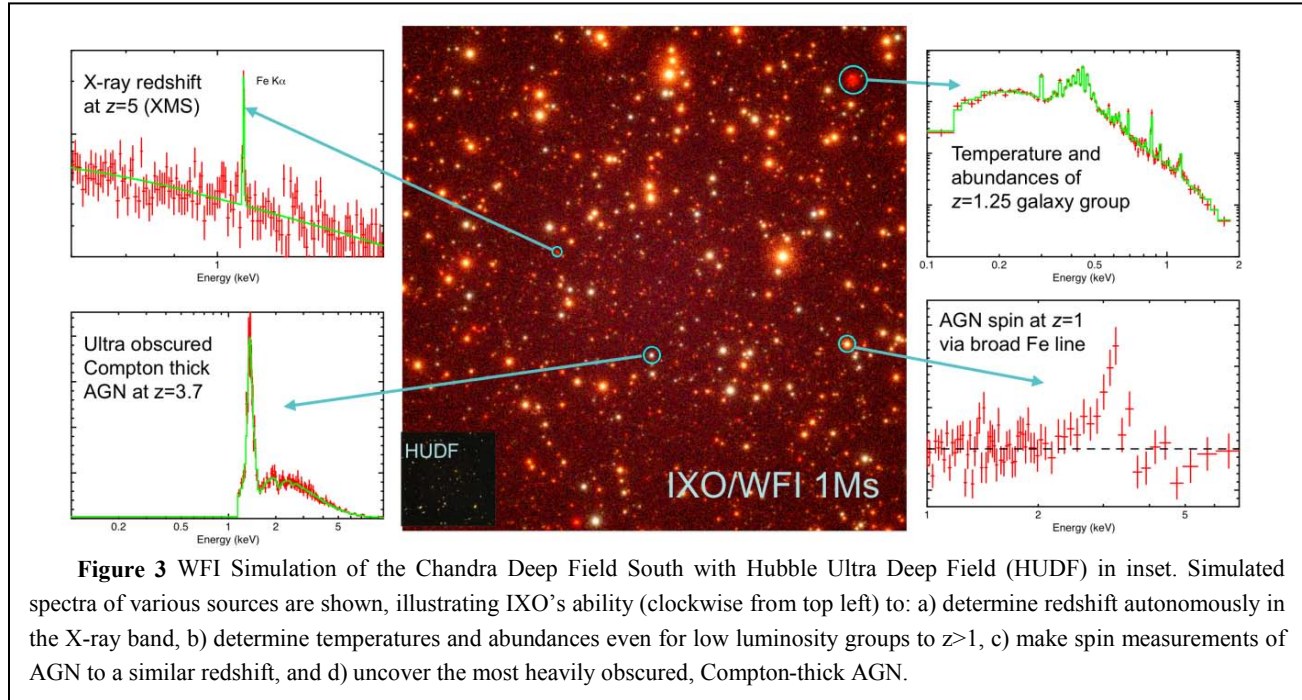 X-ray redshift
at z=5 (XMS)
Fe Kα
1
Energy (keV)
Temperature and
abundances of
z=1.25 galaxy group
0.1 0.2 0.5 1 2
Energy (keV)
Ultra obscured
Compton thick
AGN at z=3.7
0.2 0.5 1 2 5
Energy (keV)
HUDF
IXO/WFI 1Ms
AGN spin at z=1
via broad Fe line
1 2 5
Energy (keV)
Figure 3 WFI Simulation of the Chandra Deep Field South with Hubble Ultra Deep Field (HUDF) in inset. Simulated
spectra of various sources are shown, illustrating IXO’s ability (clockwise from top left) to: a) determine redshift autonomously in
the X-ray band, b) determine temperatures and abundances even for low luminosity groups to z>1, c) make spin measurements of
AGN to a similar redshift, and d) uncover the most heavily obscured, Compton-thick AGN.